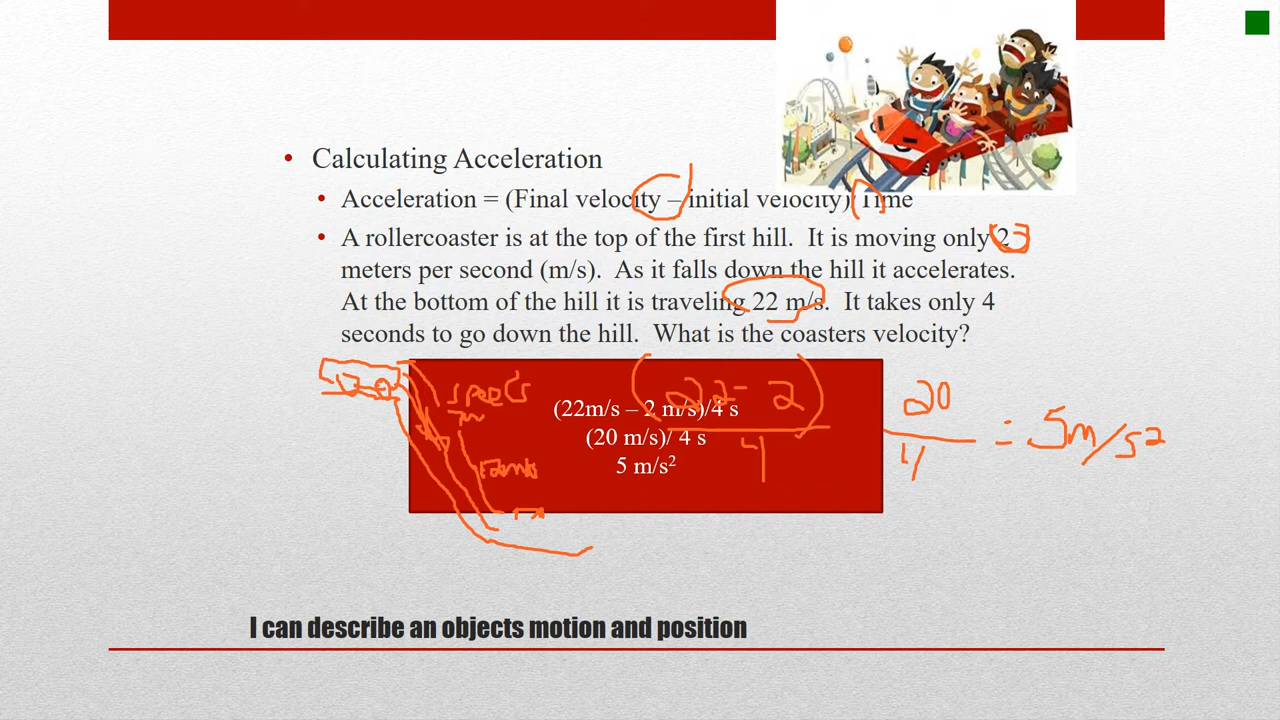 • Calculating Acceleration
• Acceleration = (Final velocity – initial velocity) Time
• A rollercoaster is at the top of the first hill. It is moving only 2
meters per second (m/s). As it falls down the hill it accelerates.
At the bottom of the hill it is traveling 22 m/s. It takes only 4
seconds to go down the hill. What is the coasters velocity?
(22 - 2)
4
20
4
= 5m/s²
(22m/s – 2 m/s)/4 s
(20 m/s)/ 4 s
5 m/s²
I can describe an objects motion and position